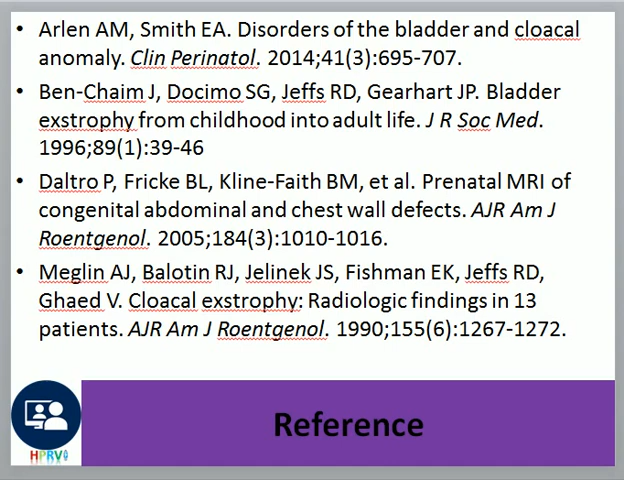 • Arlen AM, Smith EA. Disorders of the bladder and cloacal
anomaly. Clin Perinatol. 2014;41(3):695-707.
• Ben-Chaim J, Docimo SG, Jeffs RD, Gearhart JP. Bladder
exstrophy from childhood into adult life. J R Soc Med.
1996;89(1):39-46
• Daltro P, Fricke BL, Kline-Faith BM, et al. Prenatal MRI of
congenital abdominal and chest wall defects. AJR Am J
Roentgenol. 2005;184(3):1010-1016.
• Meglin AJ, Balotin RJ, Jelinek JS, Fishman EK, Jeffs RD,
Ghaed V. Cloacal exstrophy: Radiologic findings in 13
patients. AJR Am J Roentgenol. 1990;155(6):1267-1272.
Reference
HPRV